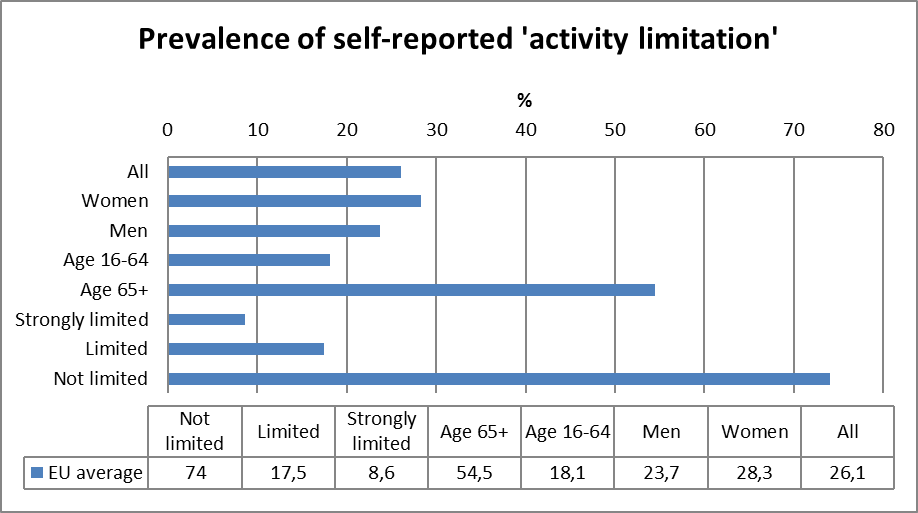 Prevalence of self-reported 'activity limitation'
%
0 10 20 30 40 50 60 70 80
All
Women
Men
Age 16-64
Age 65+
Strongly limited
Limited
Not limited
Not limited Limited Strongly limited Age 65+ Age 16-64 Men Women All
EU average 74 17,5 8,6 54,5 18,1 23,7 28,3 26,1